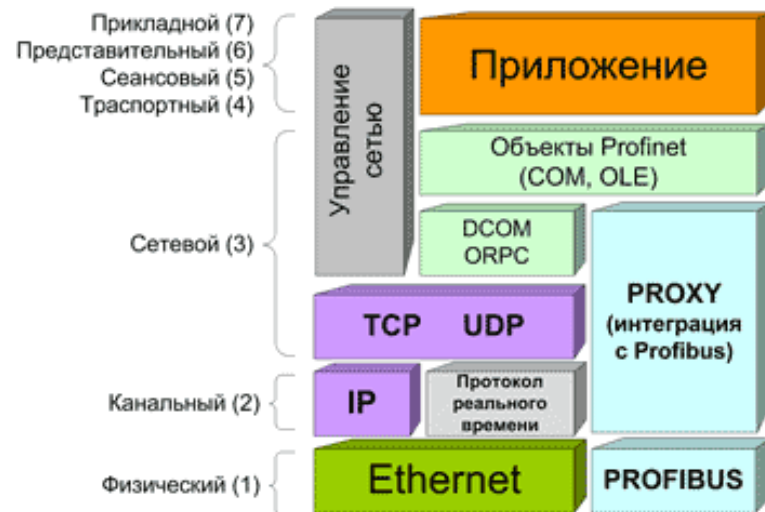 Прикладной (7)
Представительный (6)
Сеансовый (5)
Траспортный (4)
Сетевой (3)
Канальный (2)
Физический (1)
Управление
сетью
Приложение
Объекты Profinet
(COM, OLE)
DCOM
ORPC
PROXY
(интеграция
с Profibus)
TCP UDP
IP
Протокол
реального
времени
Ethernet
PROFIBUS